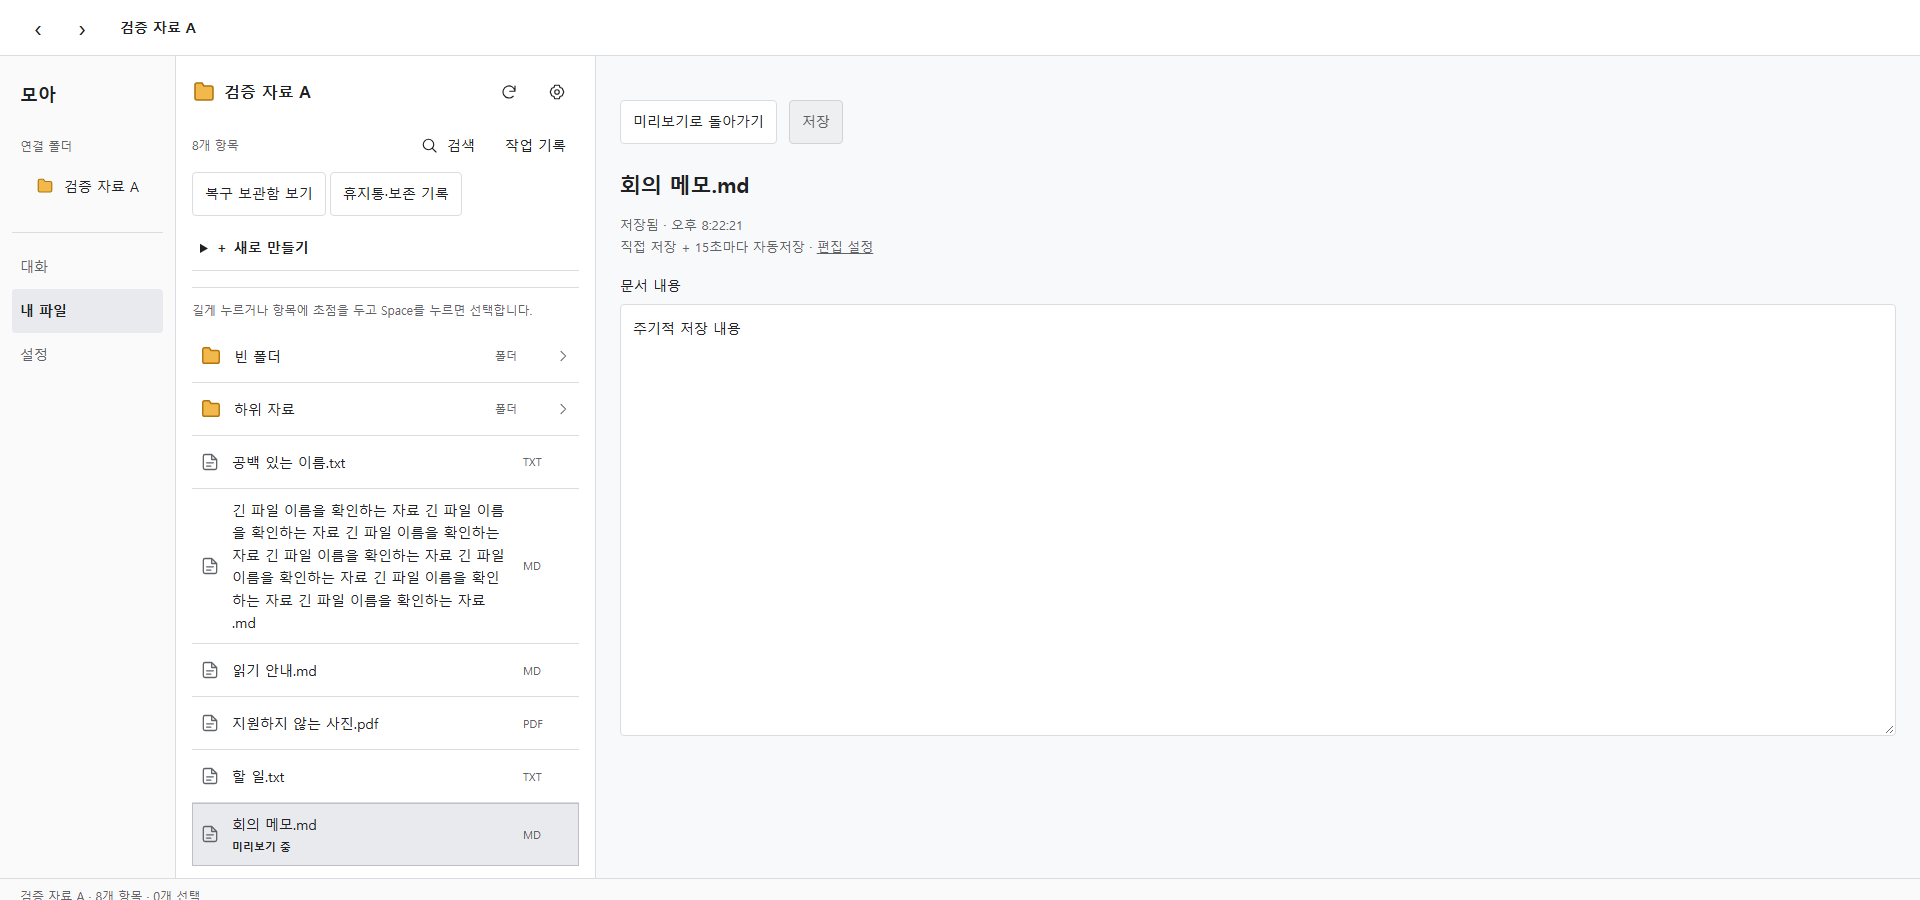 검증 자료 A
모아
연결 폴더
검증 자료 A
대화
내 파일
설정
검증 자료 A
8개 항목
검색
작업 기록
복구 보관함 보기
휴지통·보존 기록
+ 새로 만들기
길게 누르거나 항목에 초점을 두고 Space를 누르면 선택합니다.
빈 폴더 폴더
하위 자료 폴더
공백 있는 이름.txt TXT
긴 파일 이름을 확인하는 자료 긴 파일 이름
을 확인하는 자료 긴 파일 이름을 확인하는
자료 긴 파일 이름을 확인하는 자료 긴 파일
이름을 확인하는 자료 긴 파일 이름을 확인
하는 자료 긴 파일 이름을 확인하는 자료
.md
MD
읽기 안내.md MD
지원하지 않는 사진.pdf PDF
할 일.txt TXT
회의 메모.md
미리보기 중
MD
미리보기로 돌아가기
저장
회의 메모.md
저장됨 · 오후 8:22:21
직접 저장 + 15초마다 자동저장 · 편집 설정
문서 내용
주기적 저장 내용
검증 자료 A · 8개 항목 · 0개 선택